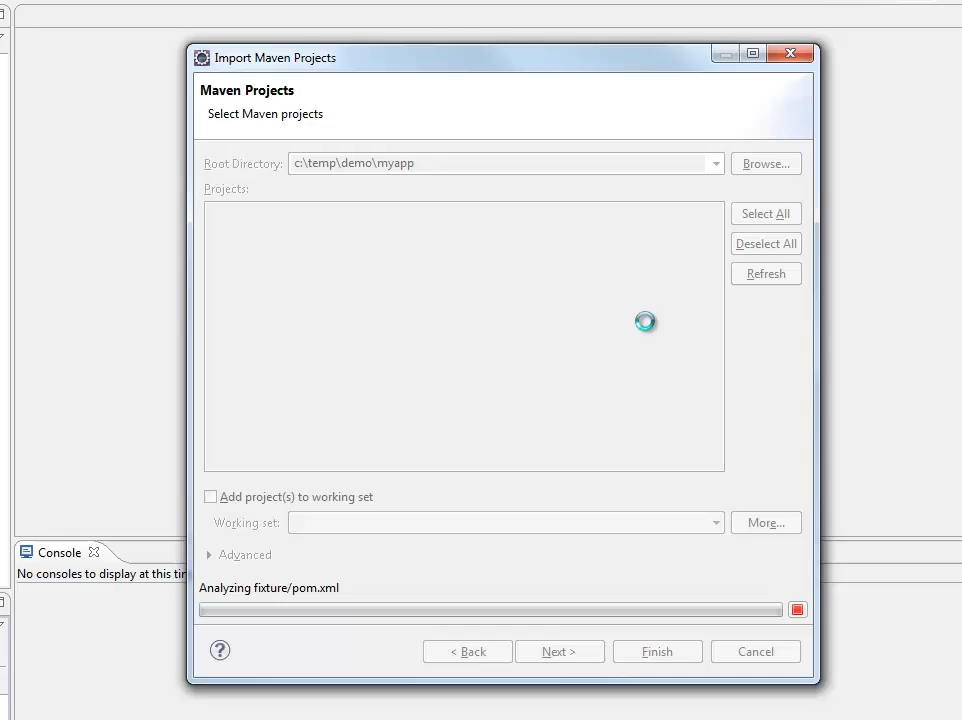 Import Maven Projects
Maven Projects
Select Maven projects
Root Directory: c:\temp\demo\myapp Browse...
Projects:
Select All
Deselect All
Refresh
Add project(s) to working set
Working set: More...
Advanced
Console
No consoles to display at this tim
Analyzing fixture/pom.xml
? < Back Next > Finish Cancel